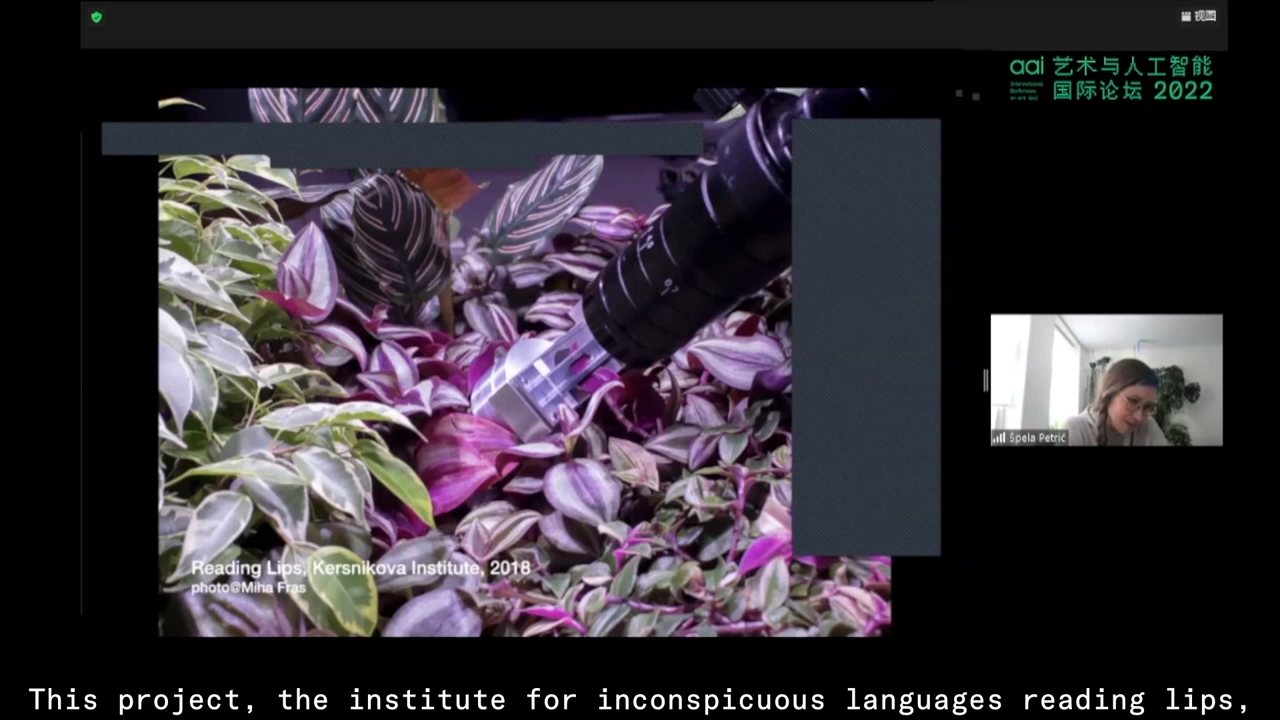 视图
aai 艺术与人工智能
国际论坛 2022
Reading Lips, Kersnikova Institute, 2018
photo@Miha Fras
Špela Petrič
This project, the institute for inconspicuous languages reading lips,